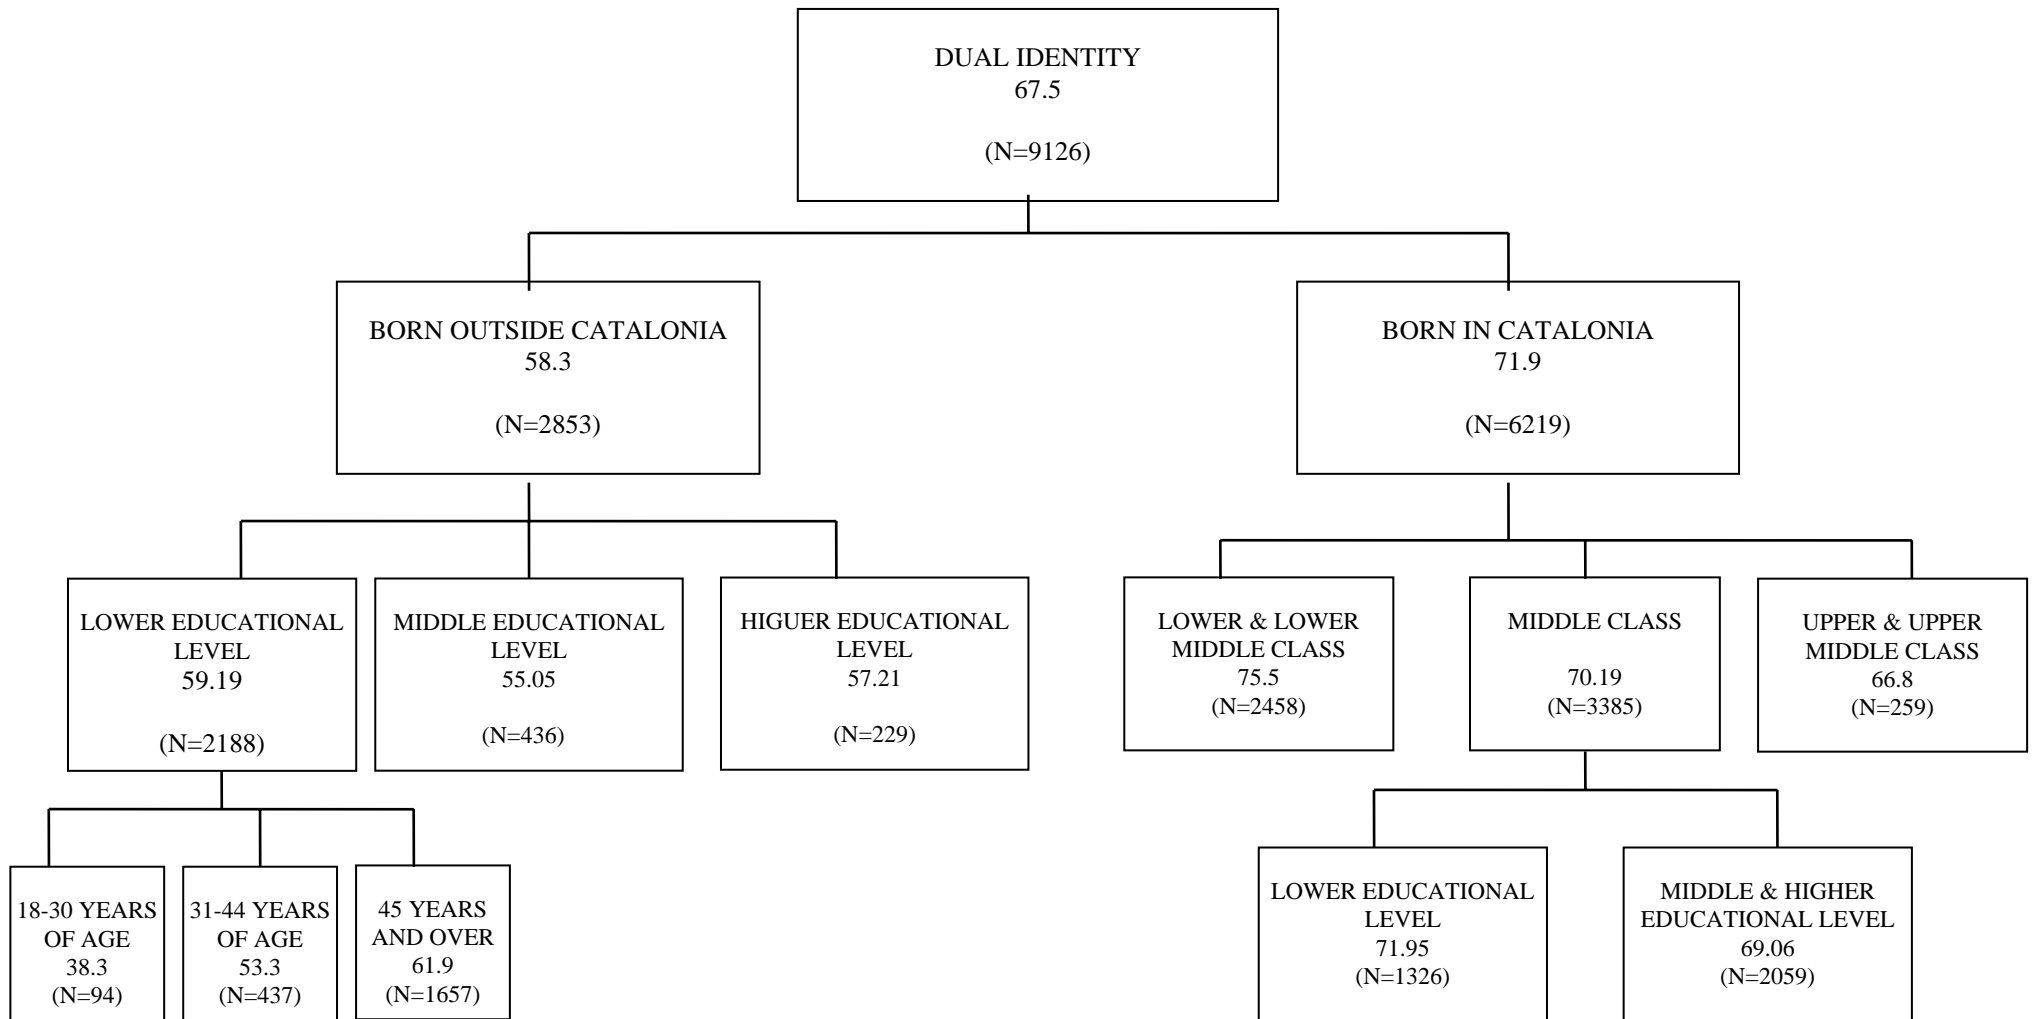 DUAL IDENTITY
67.5
(N=9126)
BORN OUTSIDE CATALONIA
58.3
(N=2853)
BORN IN CATALONIA
71.9
(N=6219)
LOWER EDUCATIONAL
LEVEL
59.19
(N=2188)
MIDDLE EDUCATIONAL
LEVEL
55.05
(N=436)
HIGUER EDUCATIONAL
LEVEL
57.21
(N=229)
LOWER & LOWER
MIDDLE CLASS
75.5
(N=2458)
MIDDLE CLASS
70.19
(N=3385)
UPPER & UPPER
MIDDLE CLASS
66.8
(N=259)
18-30 YEARS
OF AGE
38.3
(N=94)
31-44 YEARS
OF AGE
53.3
(N=437)
45 YEARS
AND OVER
61.9
(N=1657)
LOWER EDUCATIONAL
LEVEL
71.95
(N=1326)
MIDDLE & HIGHER
EDUCATIONAL LEVEL
69.06
(N=2059)